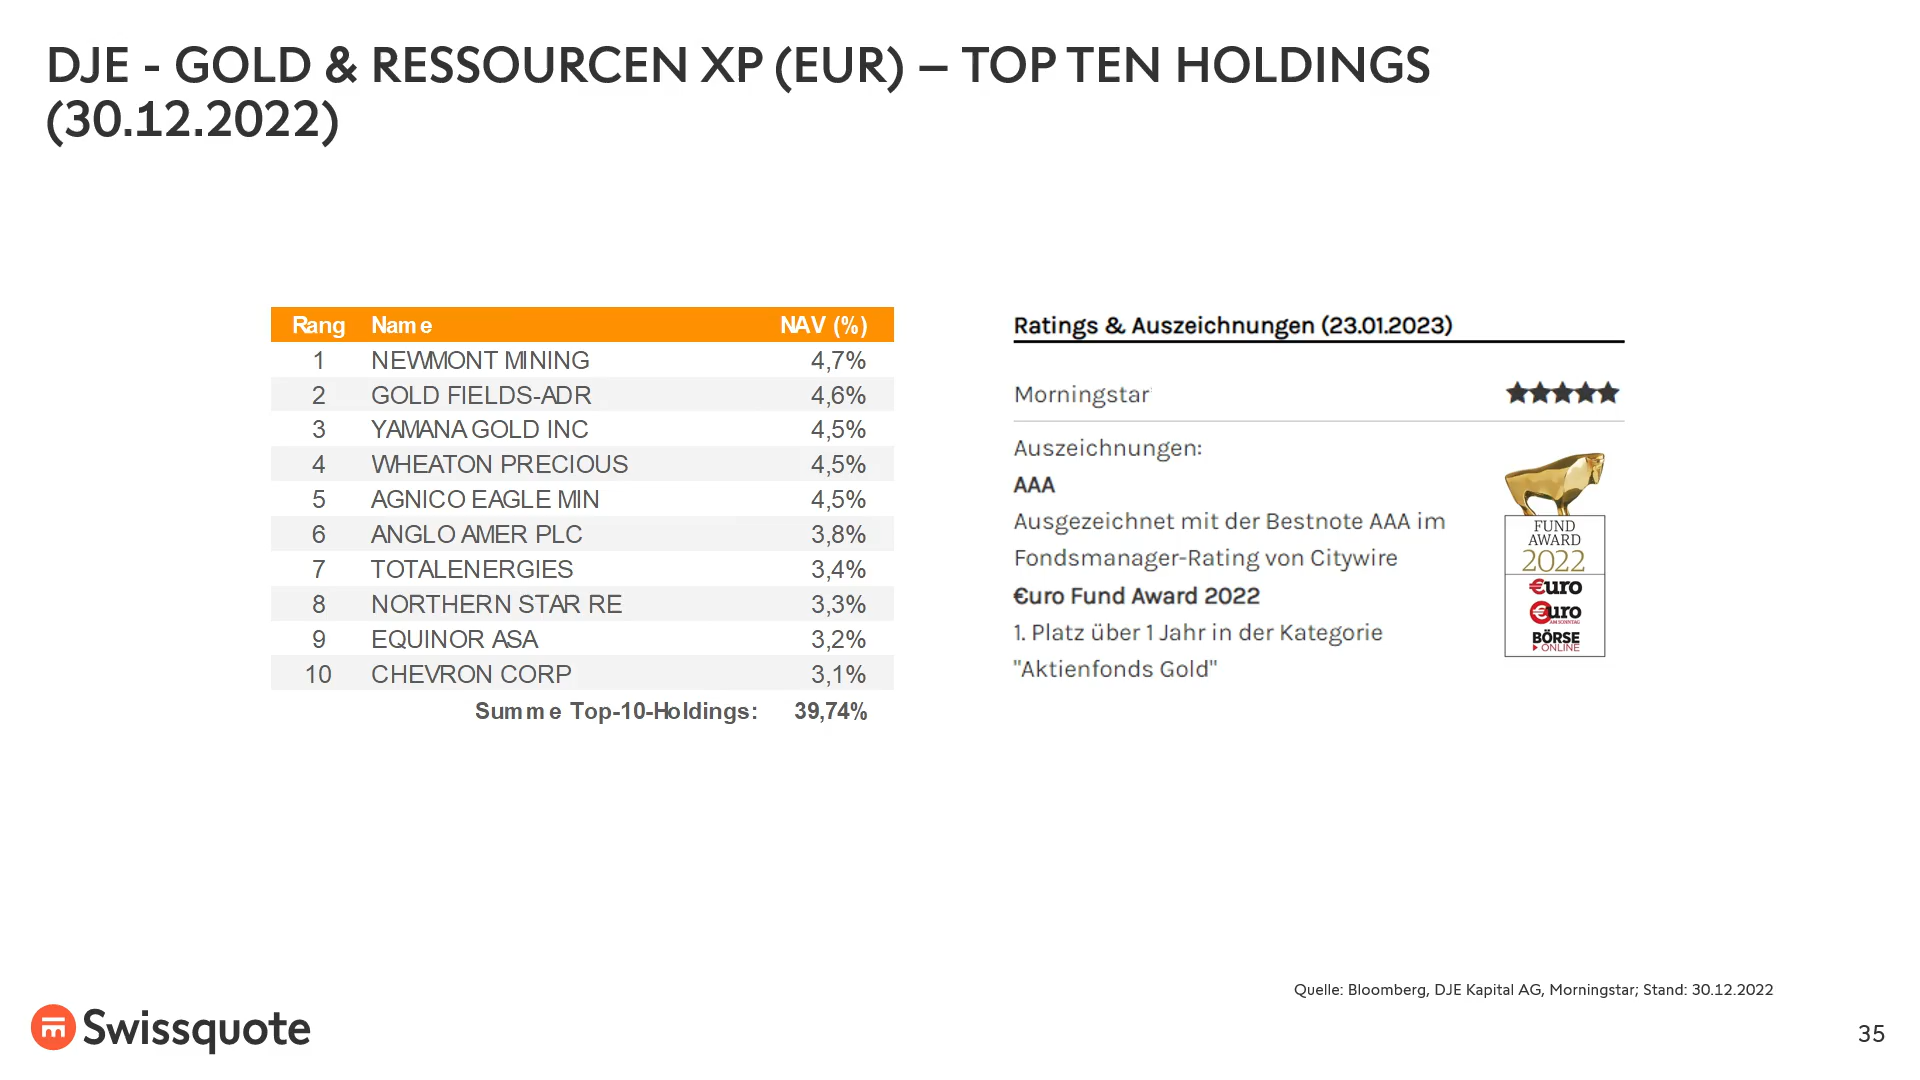 DJE - GOLD & RESSOURCEN XP (EUR) – TOP TEN HOLDINGS
(30.12.2022)
Rang Name NAV (%)
1 NEWMONT MINING 4,7%
2 GOLD FIELDS-ADR 4,6%
3 YAMANA GOLD INC 4,5%
4 WHEATON PRECIOUS 4,5%
5 AGNICO EAGLE MIN 4,5%
6 ANGLO AMER PLC 3,8%
7 TOTALENERGIES 3,4%
8 NORTHERN STAR RE 3,3%
9 EQUINOR ASA 3,2%
10 CHEVRON CORP 3,1%
Summe Top-10-Holdings: 39,74%
Ratings & Auszeichnungen (23.01.2023)
Morningstar ★★★★★
Auszeichnungen:
AAA
Ausgezeichnet mit der Bestnote AAA im
Fondsmanager-Rating von Citywire
€uro Fund Award 2022
1. Platz über 1 Jahr in der Kategorie
"Aktienfonds Gold"
FUND
AWARD
2022
€uro
€uro
AM SONNTAG
BÖRSE
ONLINE
Quelle: Bloomberg, DJE Kapital AG, Morningstar; Stand: 30.12.2022
Swissquote
35